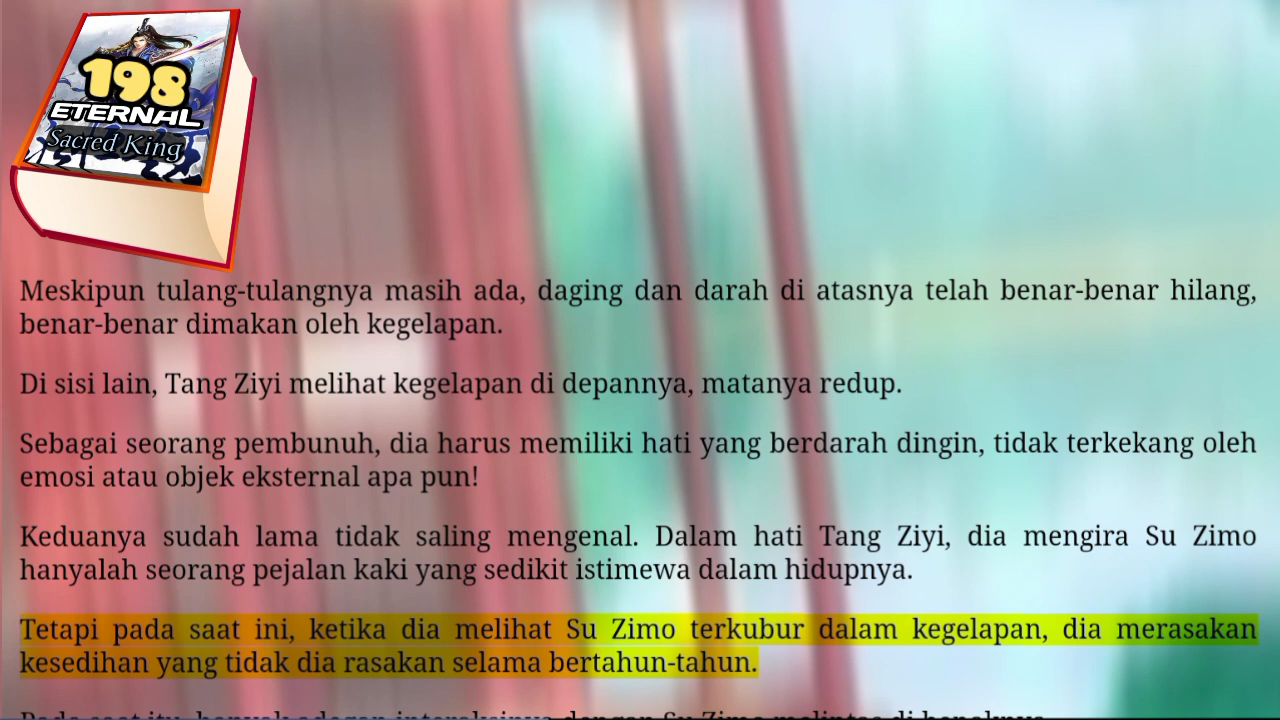 198
ETERNAL
Sacred King
Meskipun tulang-tulangnya masih ada, daging dan darah di atasnya telah benar-benar hilang,
benar-benar dimakan oleh kegelapan.
Di sisi lain, Tang Ziyi melihat kegelapan di depannya, matanya redup.
Sebagai seorang pembunuh, dia harus memiliki hati yang berdarah dingin, tidak terkekang oleh
emosi atau objek eksternal apa pun!
Keduanya sudah lama tidak saling mengenal. Dalam hati Tang Ziyi, dia mengira Su Zimo
hanyalah seorang pejalan kaki yang sedikit istimewa dalam hidupnya.
Tetapi pada saat ini, ketika dia melihat Su Zimo terkubur dalam kegelapan, dia merasakan
kesedihan yang tidak dia rasakan selama bertahun-tahun.